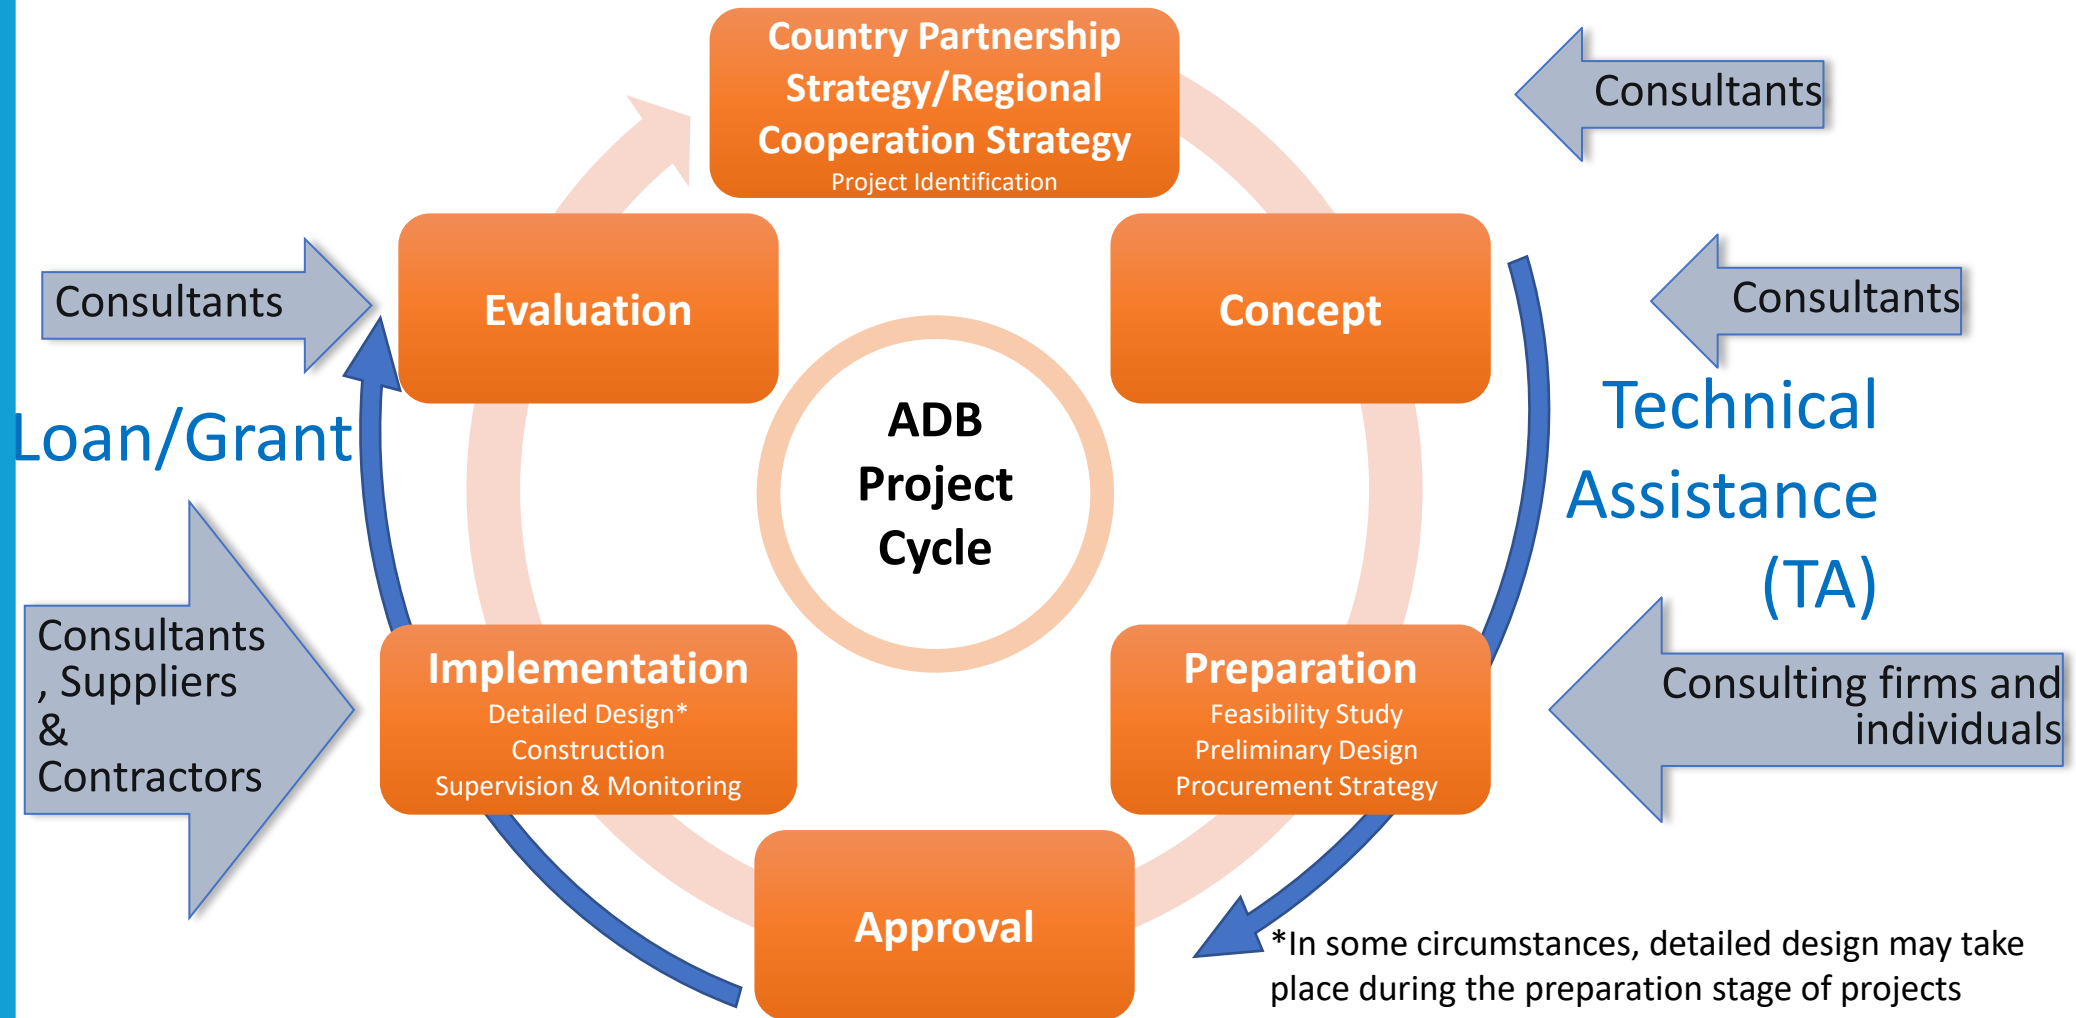 Country Partnership
Strategy/Regional
Cooperation Strategy
Project Identification
Consultants
Concept
Consultants
Technical
Assistance
(TA)
Preparation
Feasibility Study
Preliminary Design
Procurement Strategy
Consulting firms and
individuals
Approval
Implementation
Detailed Design*
Construction
Supervision & Monitoring
Consultants
, Suppliers
&
Contractors
Loan/Grant
Evaluation
Consultants
ADB
Project
Cycle
*In some circumstances, detailed design may take
place during the preparation stage of projects